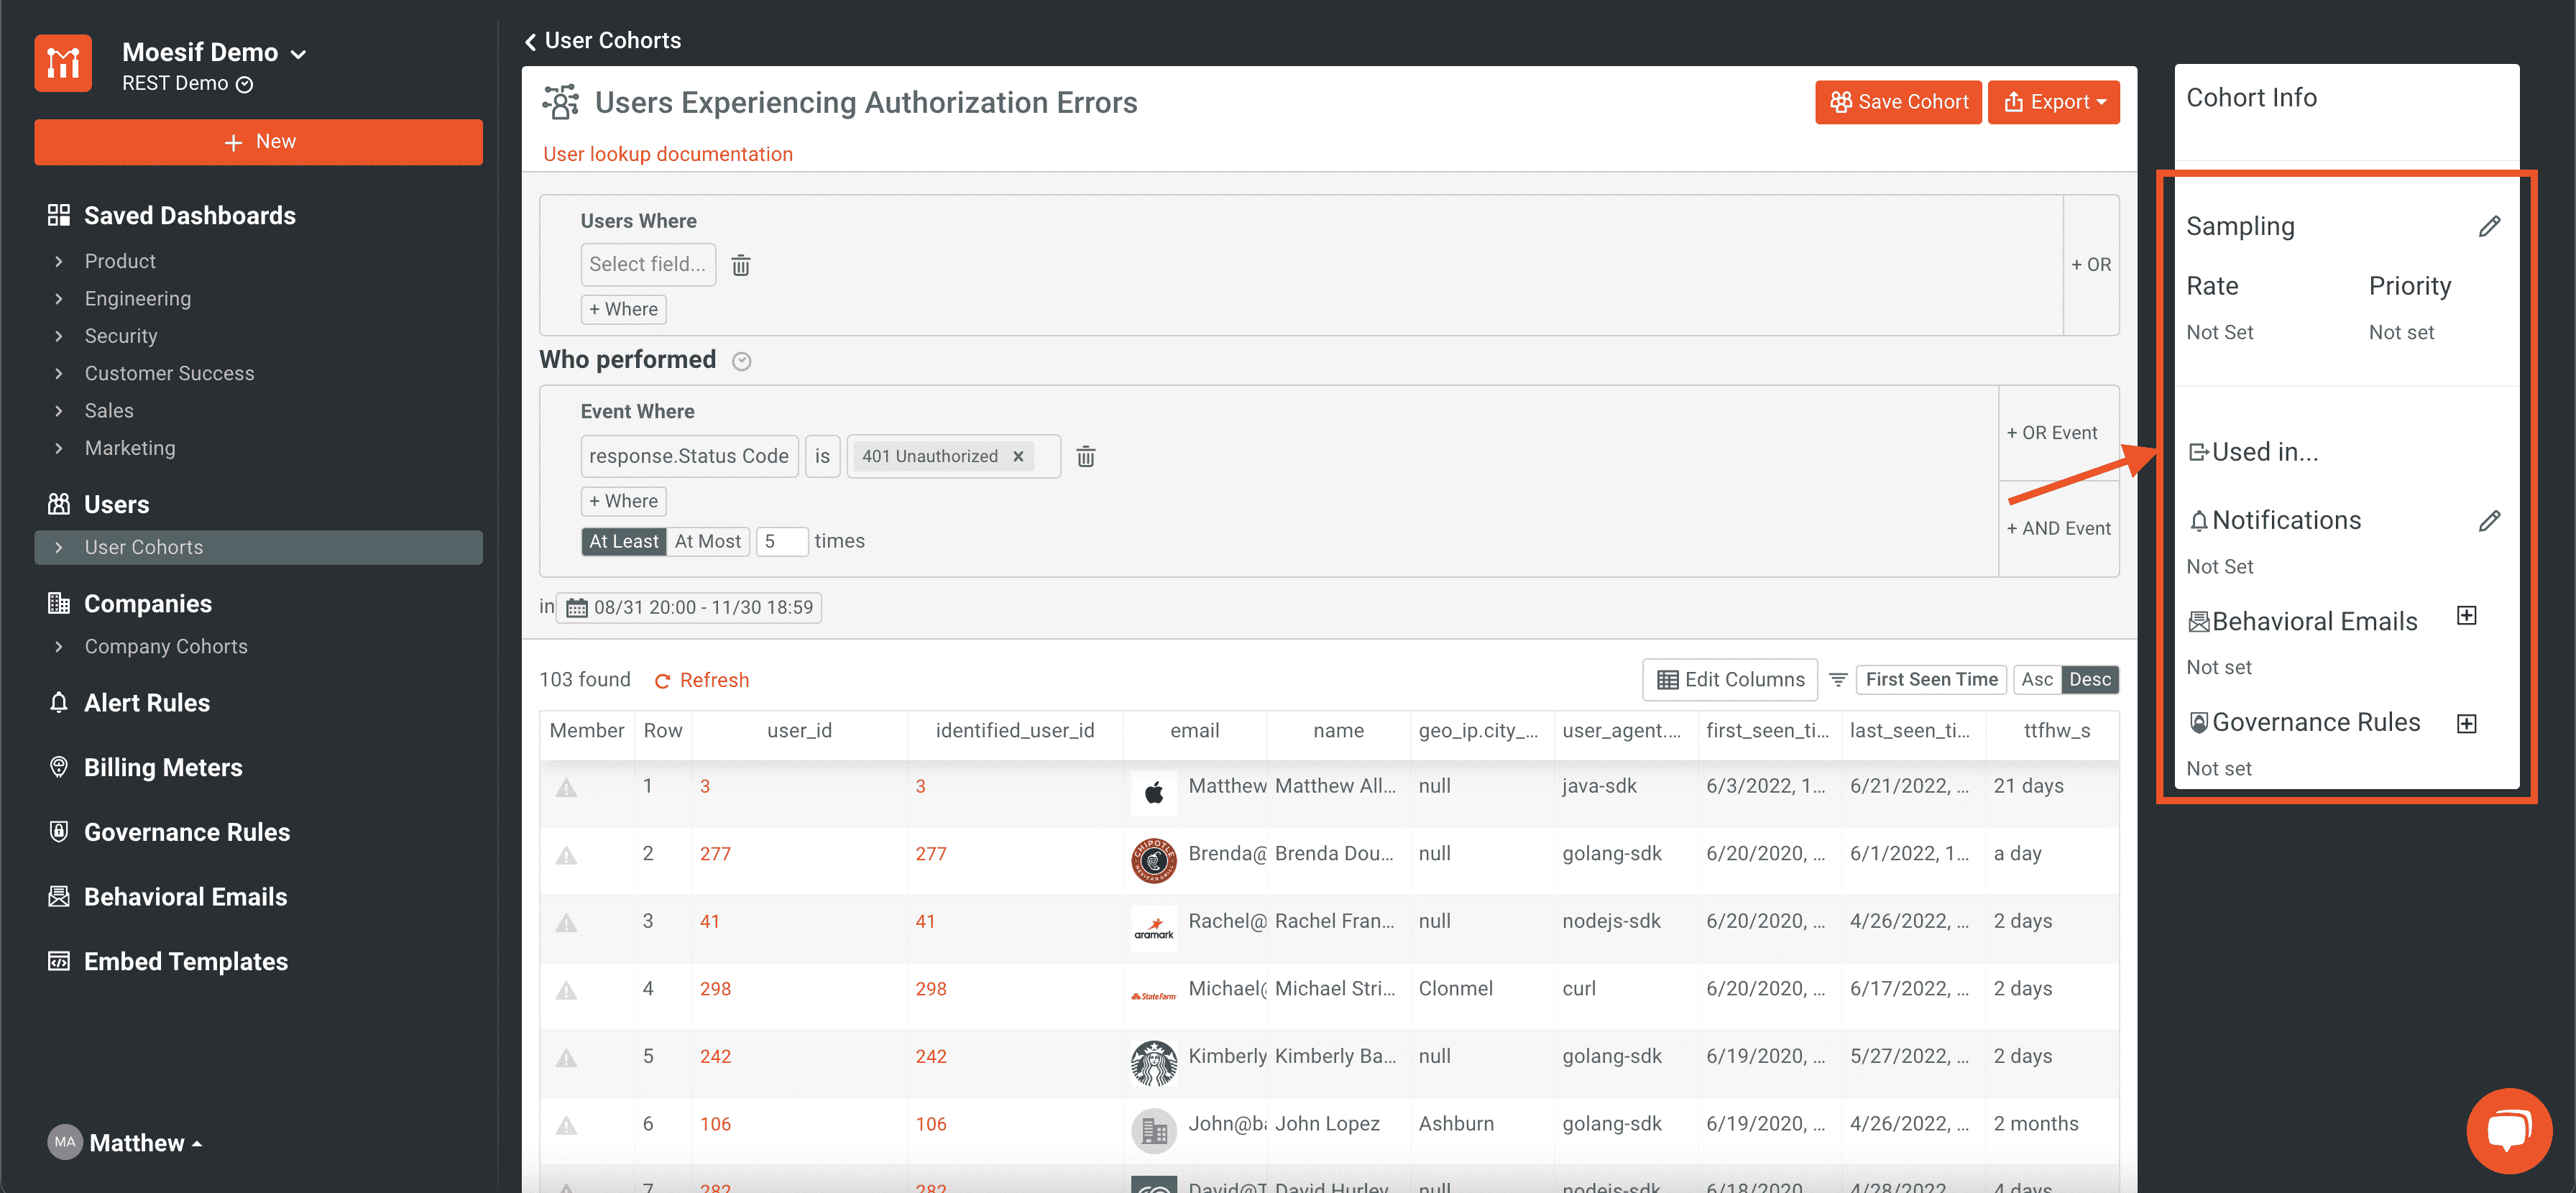 Moesif Demo
REST Demo
+ New
Saved Dashboards
Product
Engineering
Security
Customer Success
Sales
Marketing
Users
User Cohorts
Companies
Company Cohorts
Alert Rules
Billing Meters
Governance Rules
Behavioral Emails
Embed Templates
MA Matthew
User Cohorts
Users Experiencing Authorization Errors
Save Cohort Export
User lookup documentation
Users Where
Select field...
+ Where
+ OR
Who performed
Event Where
response.Status Code is 401 Unauthorized ×
+ Where
At Least At Most 5 times
+ OR Event
+ AND Event
in 08/31 20:00 - 11/30 18:59
103 found Refresh Edit Columns First Seen Time Asc Desc
Member Row user_id identified_user_id email name geo_ip.city_... user_agent.... first_seen_ti... last_seen_ti... ttfhw_s
1 3 3 Matthew Matthew All... null java-sdk 6/3/2022, 1... 6/21/2022, ... 21 days
2 277 277 CHIPOTLE MEXICAN GRILL Brenda@ Brenda Dou... null golang-sdk 6/20/2020, ... 6/1/2022, 1... a day
3 41 41 aramark Rachel@ Rachel Fran... null nodejs-sdk 6/20/2020, ... 4/26/2022, ... 2 days
4 298 298 StateFarm Michael@ Michael Stri... Clonmel curl 6/20/2020, ... 6/17/2022, ... 2 days
5 242 242 Kimberly Kimberly Ba... null golang-sdk 6/19/2020, ... 5/27/2022, ... 2 days
6 106 106 John@ba John Lopez Ashburn golang-sdk 6/19/2020, ... 4/26/2022, ... 2 months
7 282 282 David@T David Hurley null nodejs-sdk 6/18/2020, ... 4/28/2022, ... 4 days
Cohort Info
Sampling
Rate Priority
Not Set Not set
Used in...
Notifications
Not Set
Behavioral Emails
Not set
Governance Rules
Not set